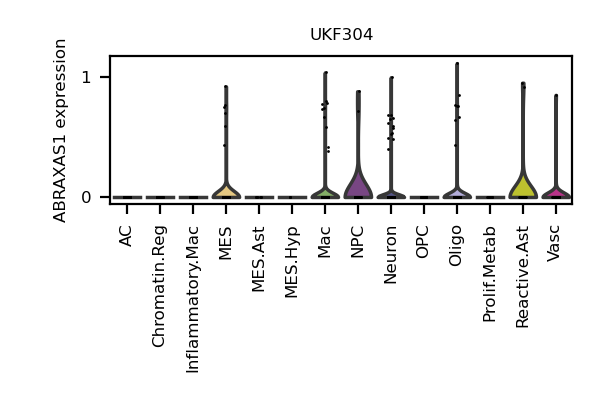 UKF304
ABRAXAS1 expression
1
0
AC
Chromatin.Reg
Inflammatory.Mac
MES
MES.Ast
MES.Hyp
Mac
NPC
Neuron
OPC
Oligo
Prolif.Metab
Reactive.Ast
Vasc